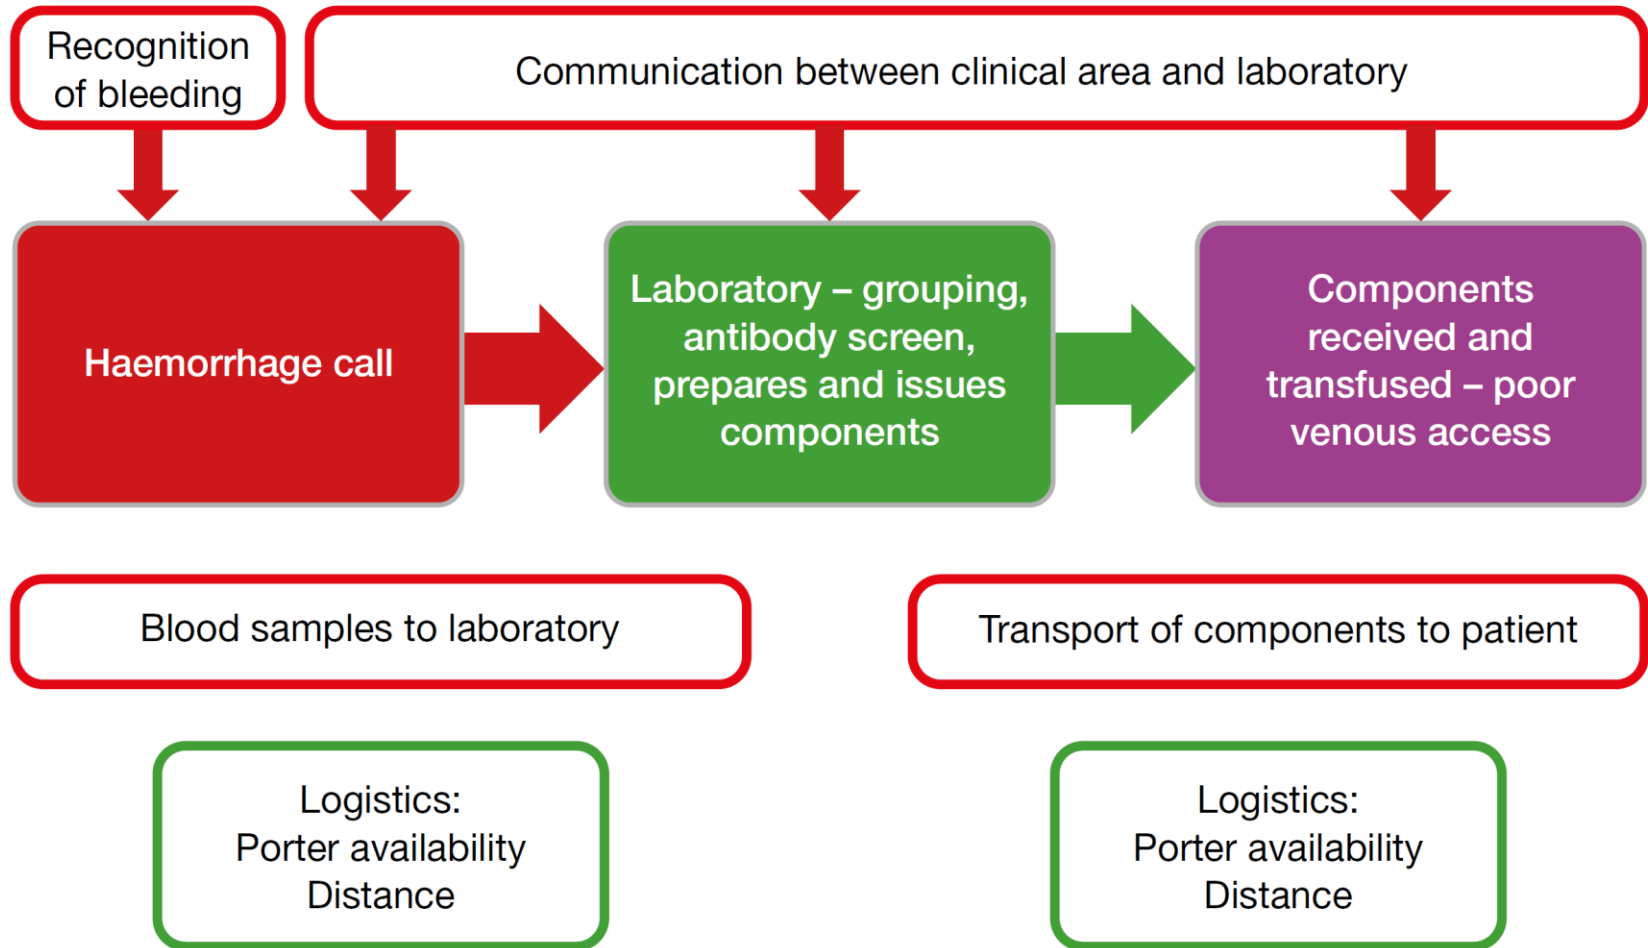 Recognition
of bleeding
Communication between clinical area and laboratory
Haemorrhage call
Laboratory – grouping,
antibody screen,
prepares and issues
components
Components
received and
transfused – poor
venous access
Blood samples to laboratory
Transport of components to patient
Logistics:
Porter availability
Distance
Logistics:
Porter availability
Distance